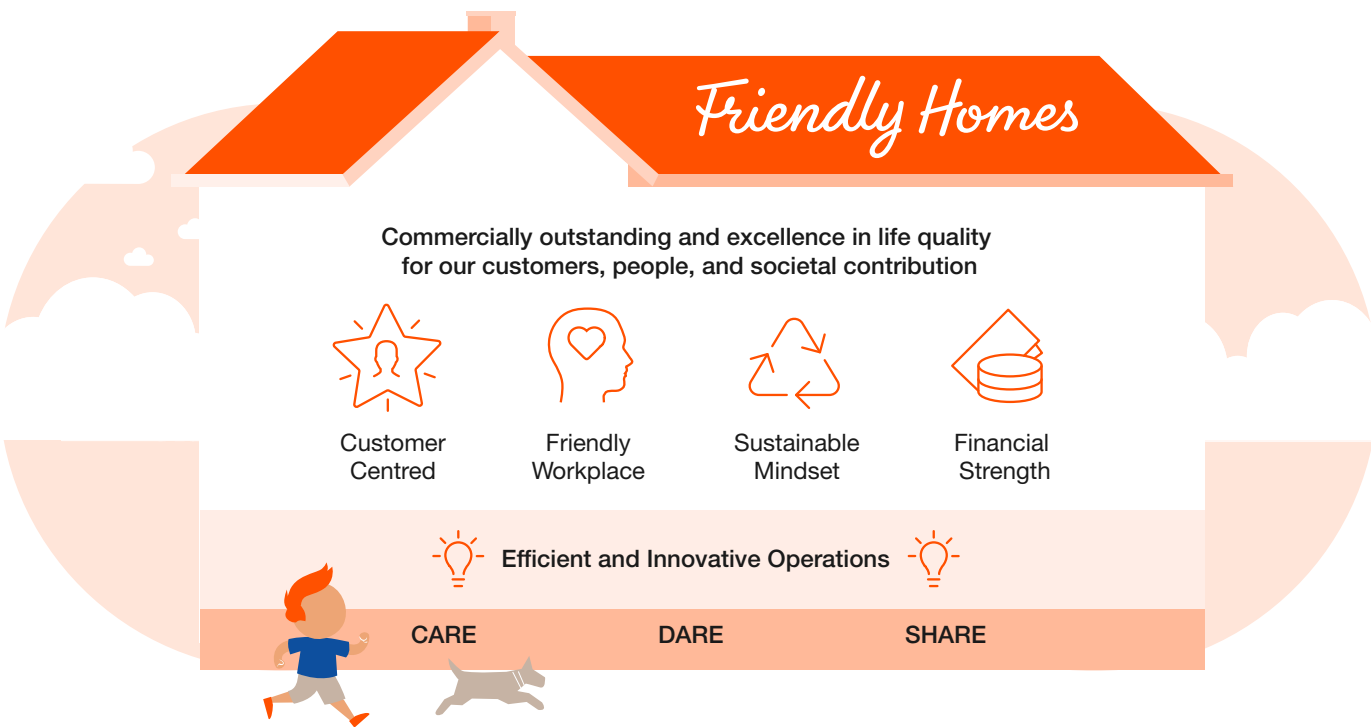 Friendly Homes
Commercially outstanding and excellence in life quality
for our customers, people, and societal contribution
Customer
Centred
Friendly
Workplace
Sustainable
Mindset
Financial
Strength
Efficient and Innovative Operations
CARE
DARE
SHARE